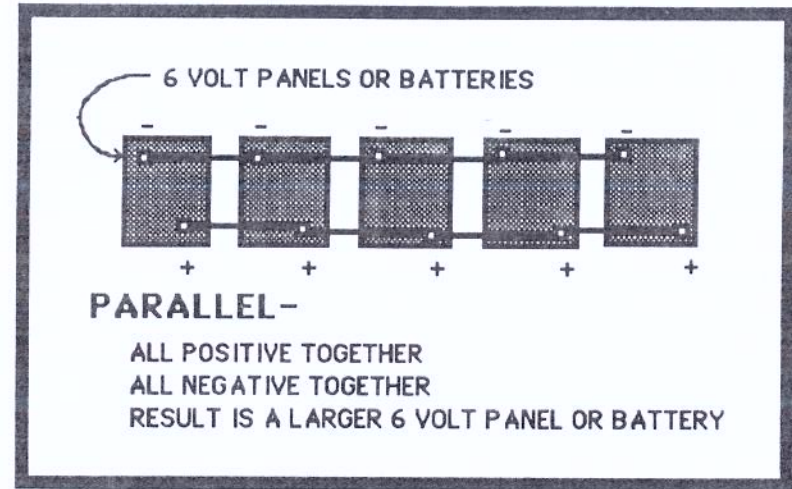 6 VOLT PANELS OR BATTERIES
- - - - -
+ + + + +
PARALLEL-
ALL POSITIVE TOGETHER
ALL NEGATIVE TOGETHER
RESULT IS A LARGER 6 VOLT PANEL OR BATTERY